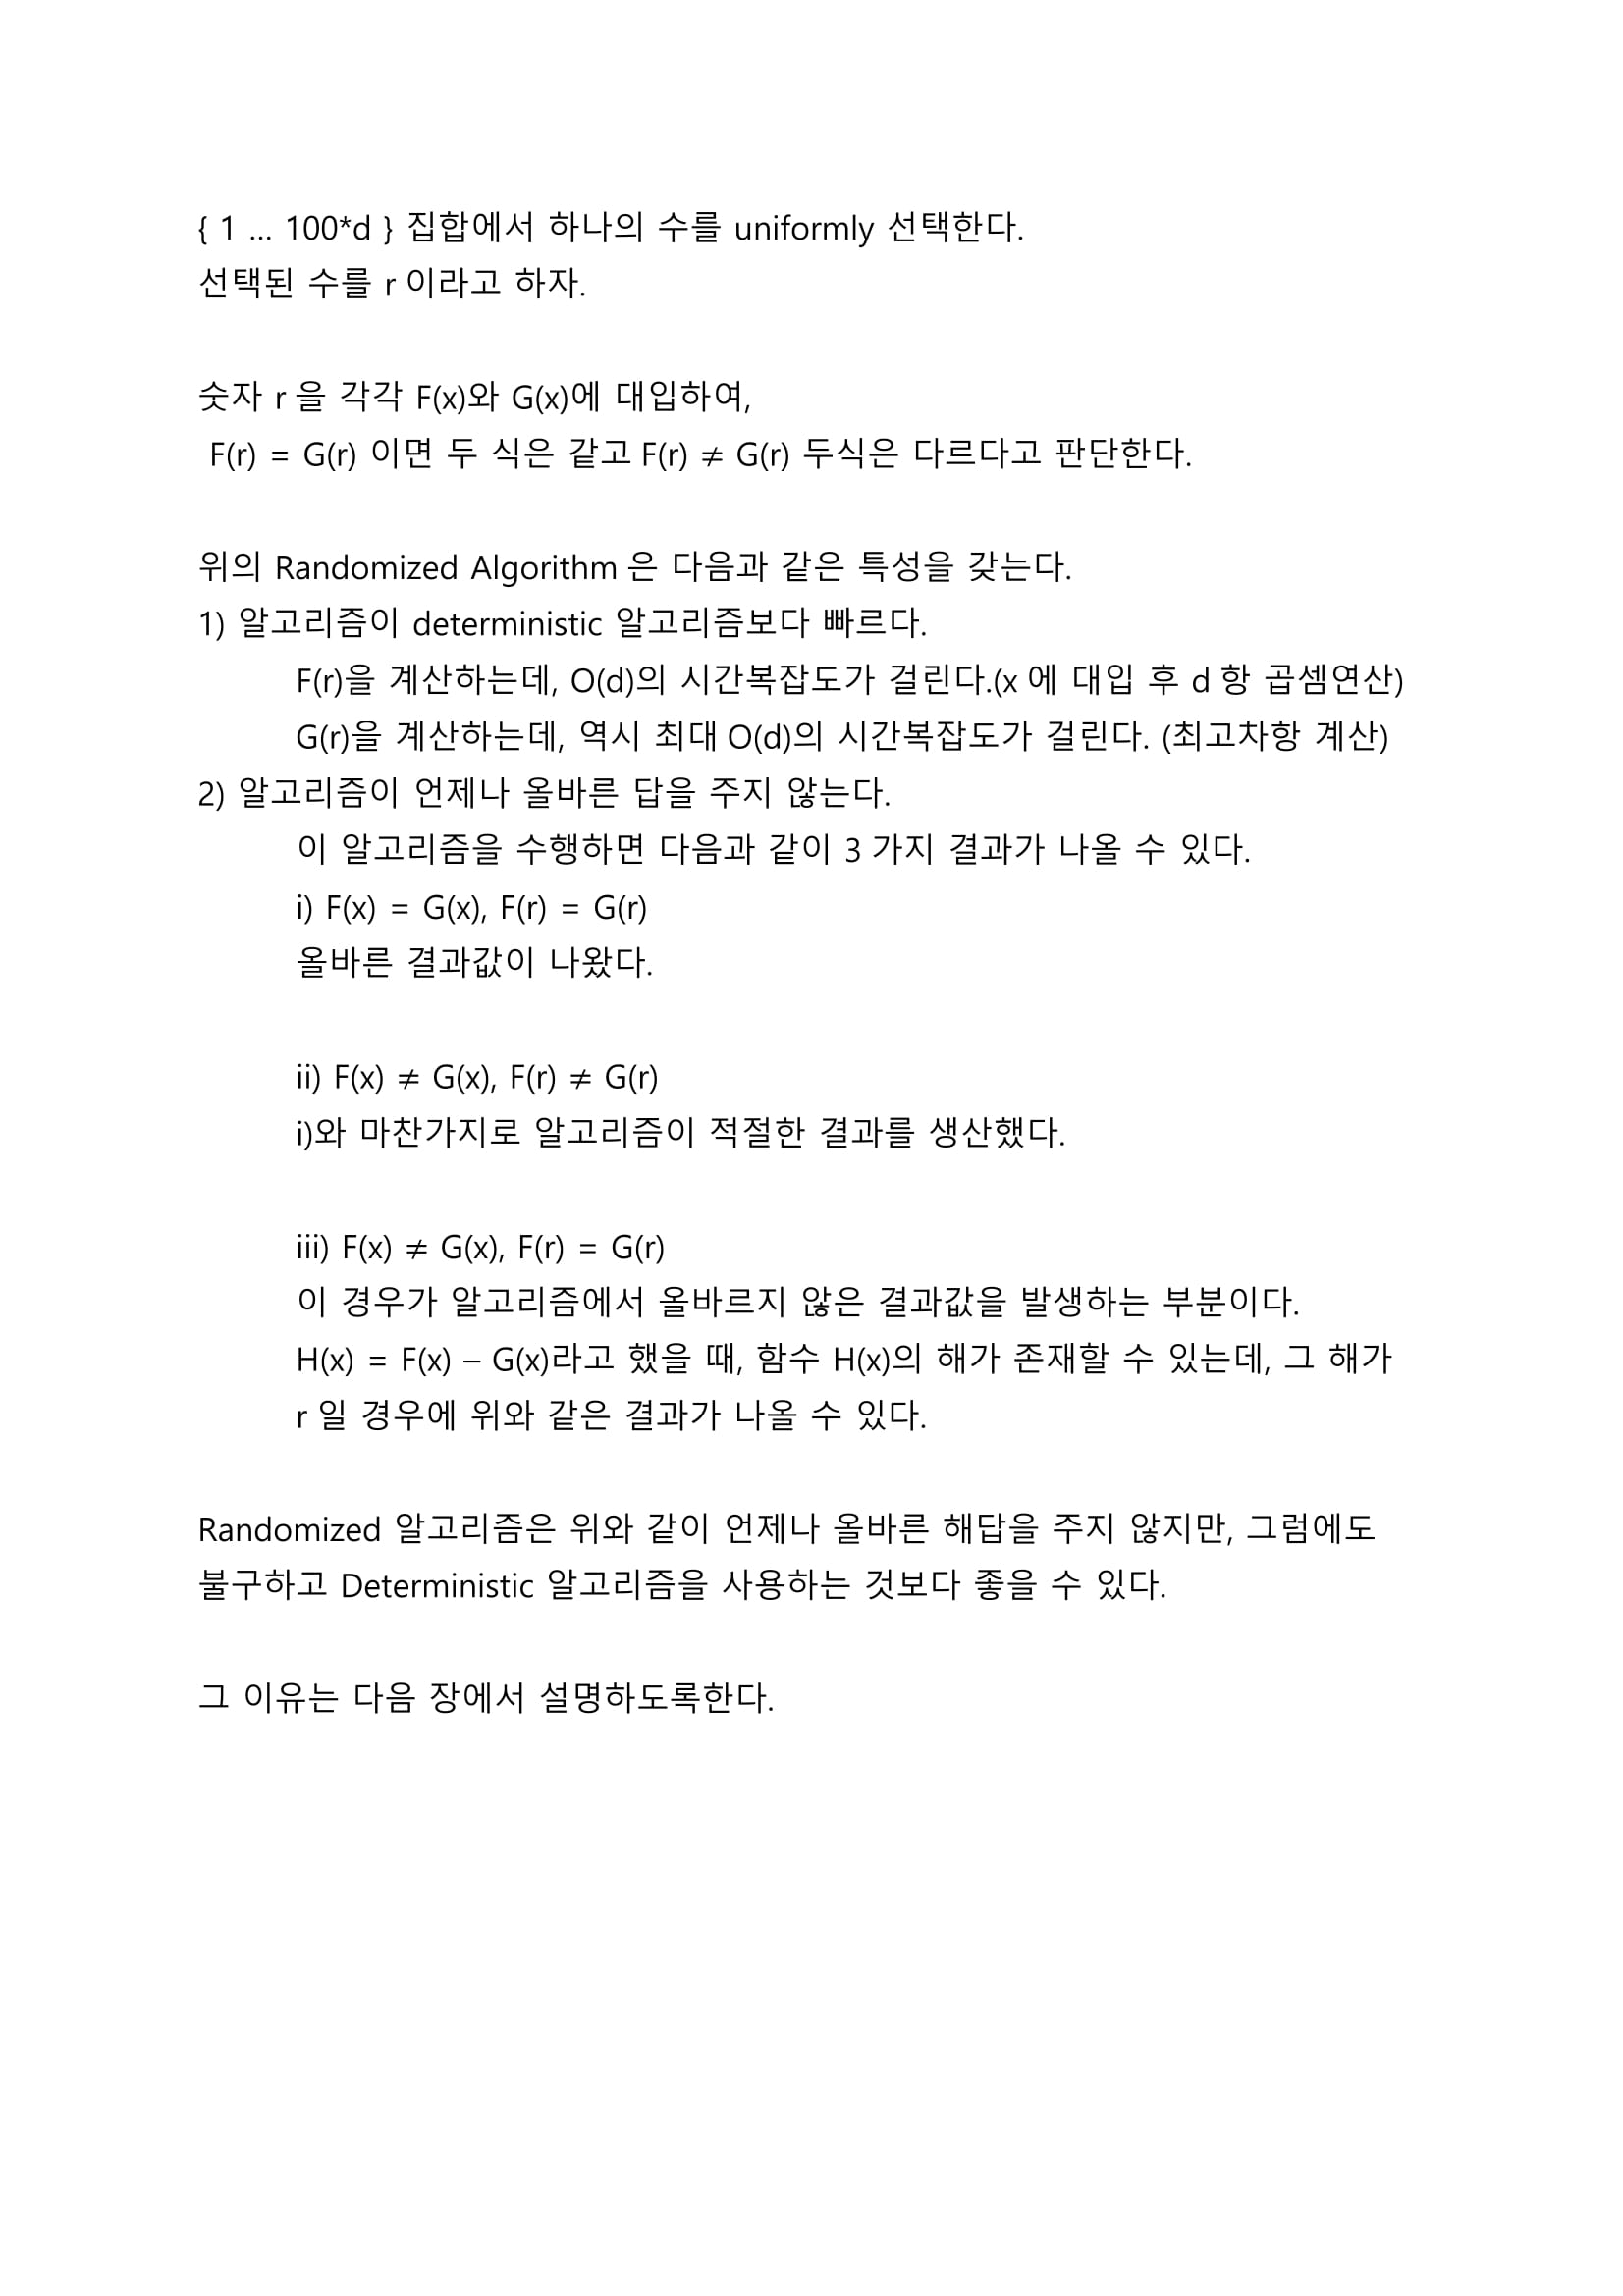 { 1 … 100*d } 집합에서 하나의 수를 uniformly 선택한다.
선택된 수를 r 이라고 하자.
숫자 r 을 각각 F(x)와 G(x)에 대입하여,
F(r) = G(r) 이면 두 식은 같고 F(r) ≠ G(r) 두식은 다르다고 판단한다.
위의 Randomized Algorithm 은 다음과 같은 특성을 갖는다.
1) 알고리즘이 deterministic 알고리즘보다 빠르다.
F(r)을 계산하는데, O(d)의 시간복잡도가 걸린다.(x 에 대입 후 d 항 곱셈연산)
G(r)을 계산하는데, 역시 최대 O(d)의 시간복잡도가 걸린다. (최고차항 계산)
2) 알고리즘이 언제나 올바른 답을 주지 않는다.
이 알고리즘을 수행하면 다음과 같이 3 가지 결과가 나올 수 있다.
i) F(x) = G(x), F(r) = G(r)
올바른 결과값이 나왔다.
ii) F(x) ≠ G(x), F(r) ≠ G(r)
i)와 마찬가지로 알고리즘이 적절한 결과를 생산했다.
iii) F(x) ≠ G(x), F(r) = G(r)
이 경우가 알고리즘에서 올바르지 않은 결과값을 발생하는 부분이다.
H(x) = F(x) – G(x)라고 했을 때, 함수 H(x)의 해가 존재할 수 있는데, 그 해가
r 일 경우에 위와 같은 결과가 나올 수 있다.
Randomized 알고리즘은 위와 같이 언제나 올바른 해답을 주지 않지만, 그럼에도
불구하고 Deterministic 알고리즘을 사용하는 것보다 좋을 수 있다.
그 이유는 다음 장에서 설명하도록한다.